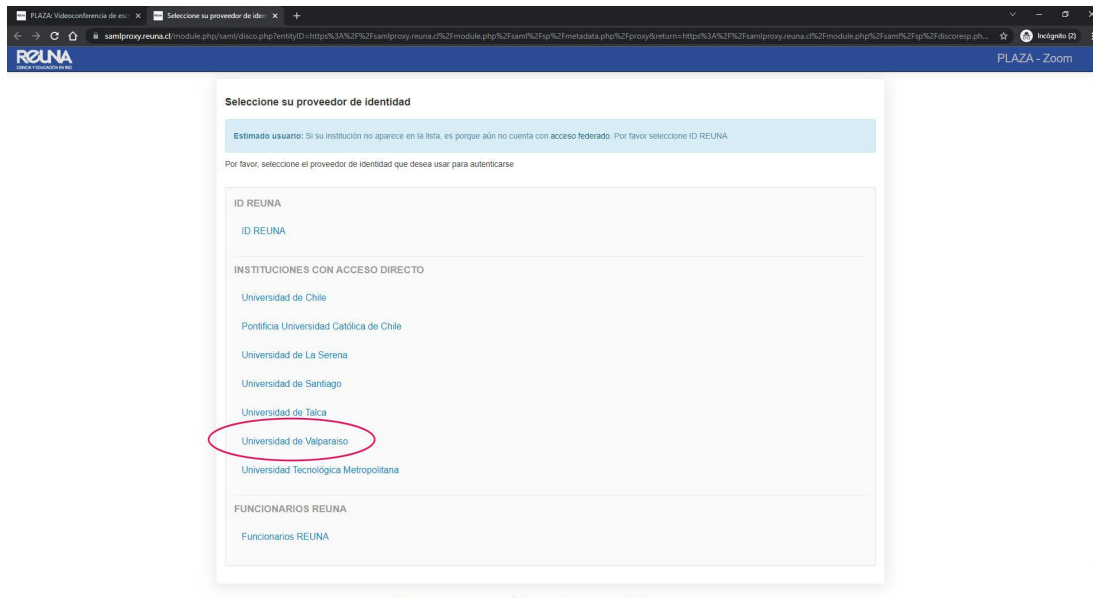 PLAZA: Videoconferencia de esc
Seleccione su proveedor de iden
samlproxy.reuna.cl/module.php/saml/disco.php?entityID=https%3A%2F%2Fsamlproxy.reuna.cl%2Fmodule.php%2Fsaml%2Fsp%2Fmetadata.php%2Fproxy&return=https%3A%2F%2Fsamlproxy.reuna.cl%2Fmodule.php%2Fsaml%2Fsp%2Fdiscoresp.ph...
Incógnito (2)
REUNA
CIENCIA Y EDUCACIÓN EN RED
PLAZA - Zoom
Seleccione su proveedor de identidad
Estimado usuario: Si su institución no aparece en la lista, es porque aún no cuenta con acceso federado. Por favor seleccione ID REUNA
Por favor, seleccione el proveedor de identidad que desea usar para autenticarse
ID REUNA
ID REUNA
INSTITUCIONES CON ACCESO DIRECTO
Universidad de Chile
Pontificia Universidad Católica de Chile
Universidad de La Serena
Universidad de Santiago
Universidad de Talca
Universidad de Valparaiso
Universidad Tecnológica Metropolitana
FUNCIONARIOS REUNA
Funcionarios REUNA